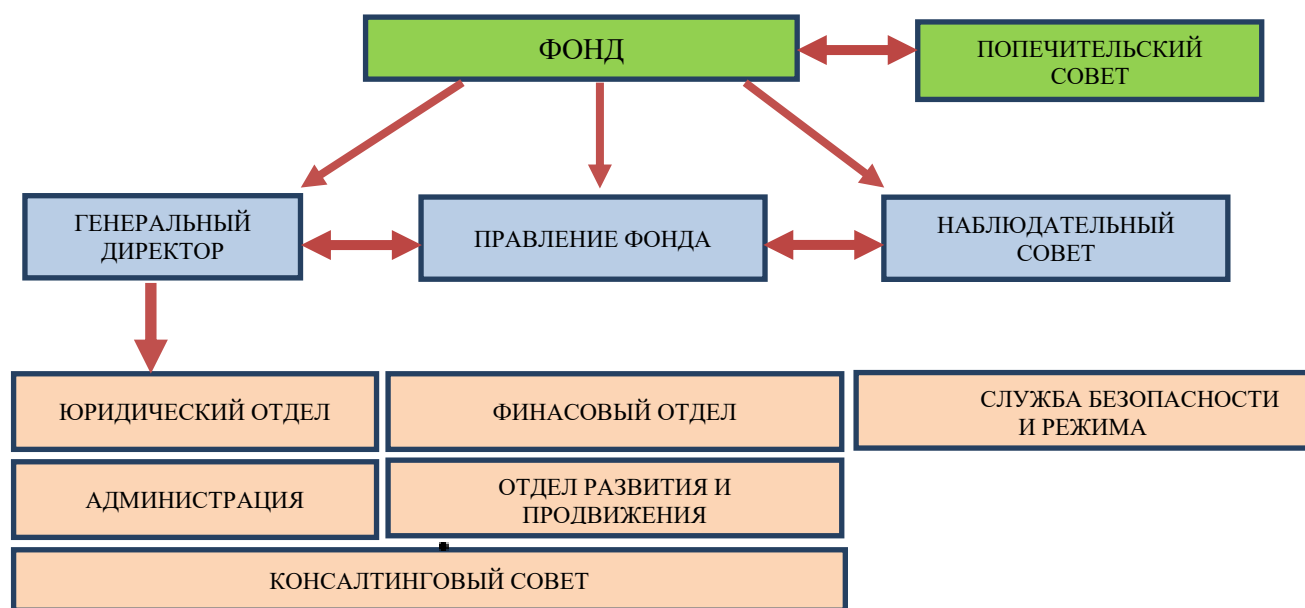 ФОНД
ПОПЕЧИТЕЛЬСКИЙ
СОВЕТ
ГЕНЕРАЛЬНЫЙ
ДИРЕКТОР
ПРАВЛЕНИЕ ФОНДА
НАБЛЮДАТЕЛЬНЫЙ
СОВЕТ
ЮРИДИЧЕСКИЙ ОТДЕЛ
ФИНАСОВЫЙ ОТДЕЛ
СЛУЖБА БЕЗОПАСНОСТИ
И РЕЖИМА
АДМИНИСТРАЦИЯ
ОТДЕЛ РАЗВИТИЯ И
ПРОДВИЖЕНИЯ
КОНСАЛТИНГОВЫЙ СОВЕТ